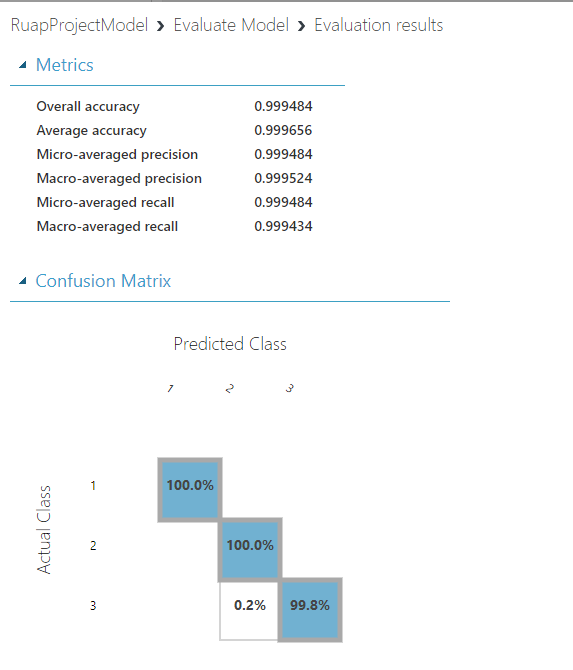 RuapProjectModel › Evaluate Model › Evaluation results
Metrics
Overall accuracy 0.999484
Average accuracy 0.999656
Micro-averaged precision 0.999484
Macro-averaged precision 0.999524
Micro-averaged recall 0.999484
Macro-averaged recall 0.999434
Confusion Matrix
Predicted Class
1 2 3
Actual Class
1 100.0%
2 100.0%
3 0.2% 99.8%